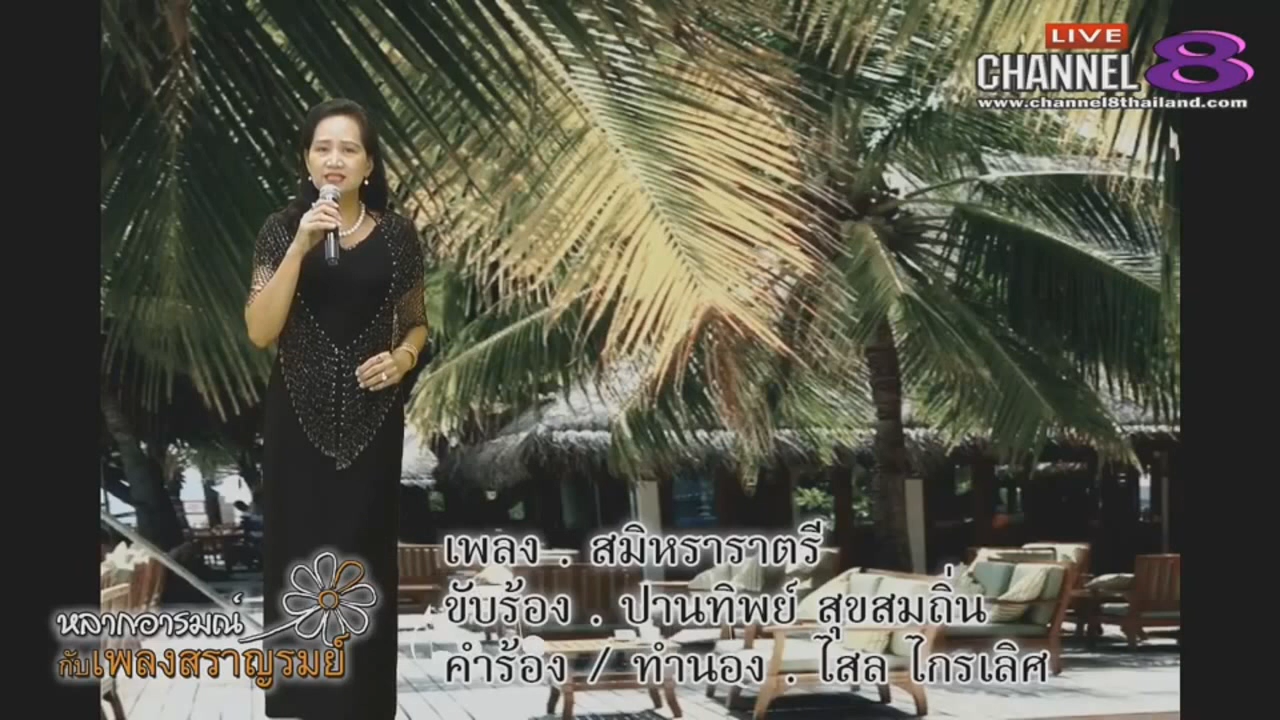 LIVE
CHANNEL 8
www.channel8thailand.com
เพลง . สมิหราราตรี
ขับร้อง . ปานทิพย์ สุขสมถิ่น
คำร้อง / ทำนอง . ไสล ไกรเลิศ
หลากอารมณ์
กับเพลงสราญรมย์